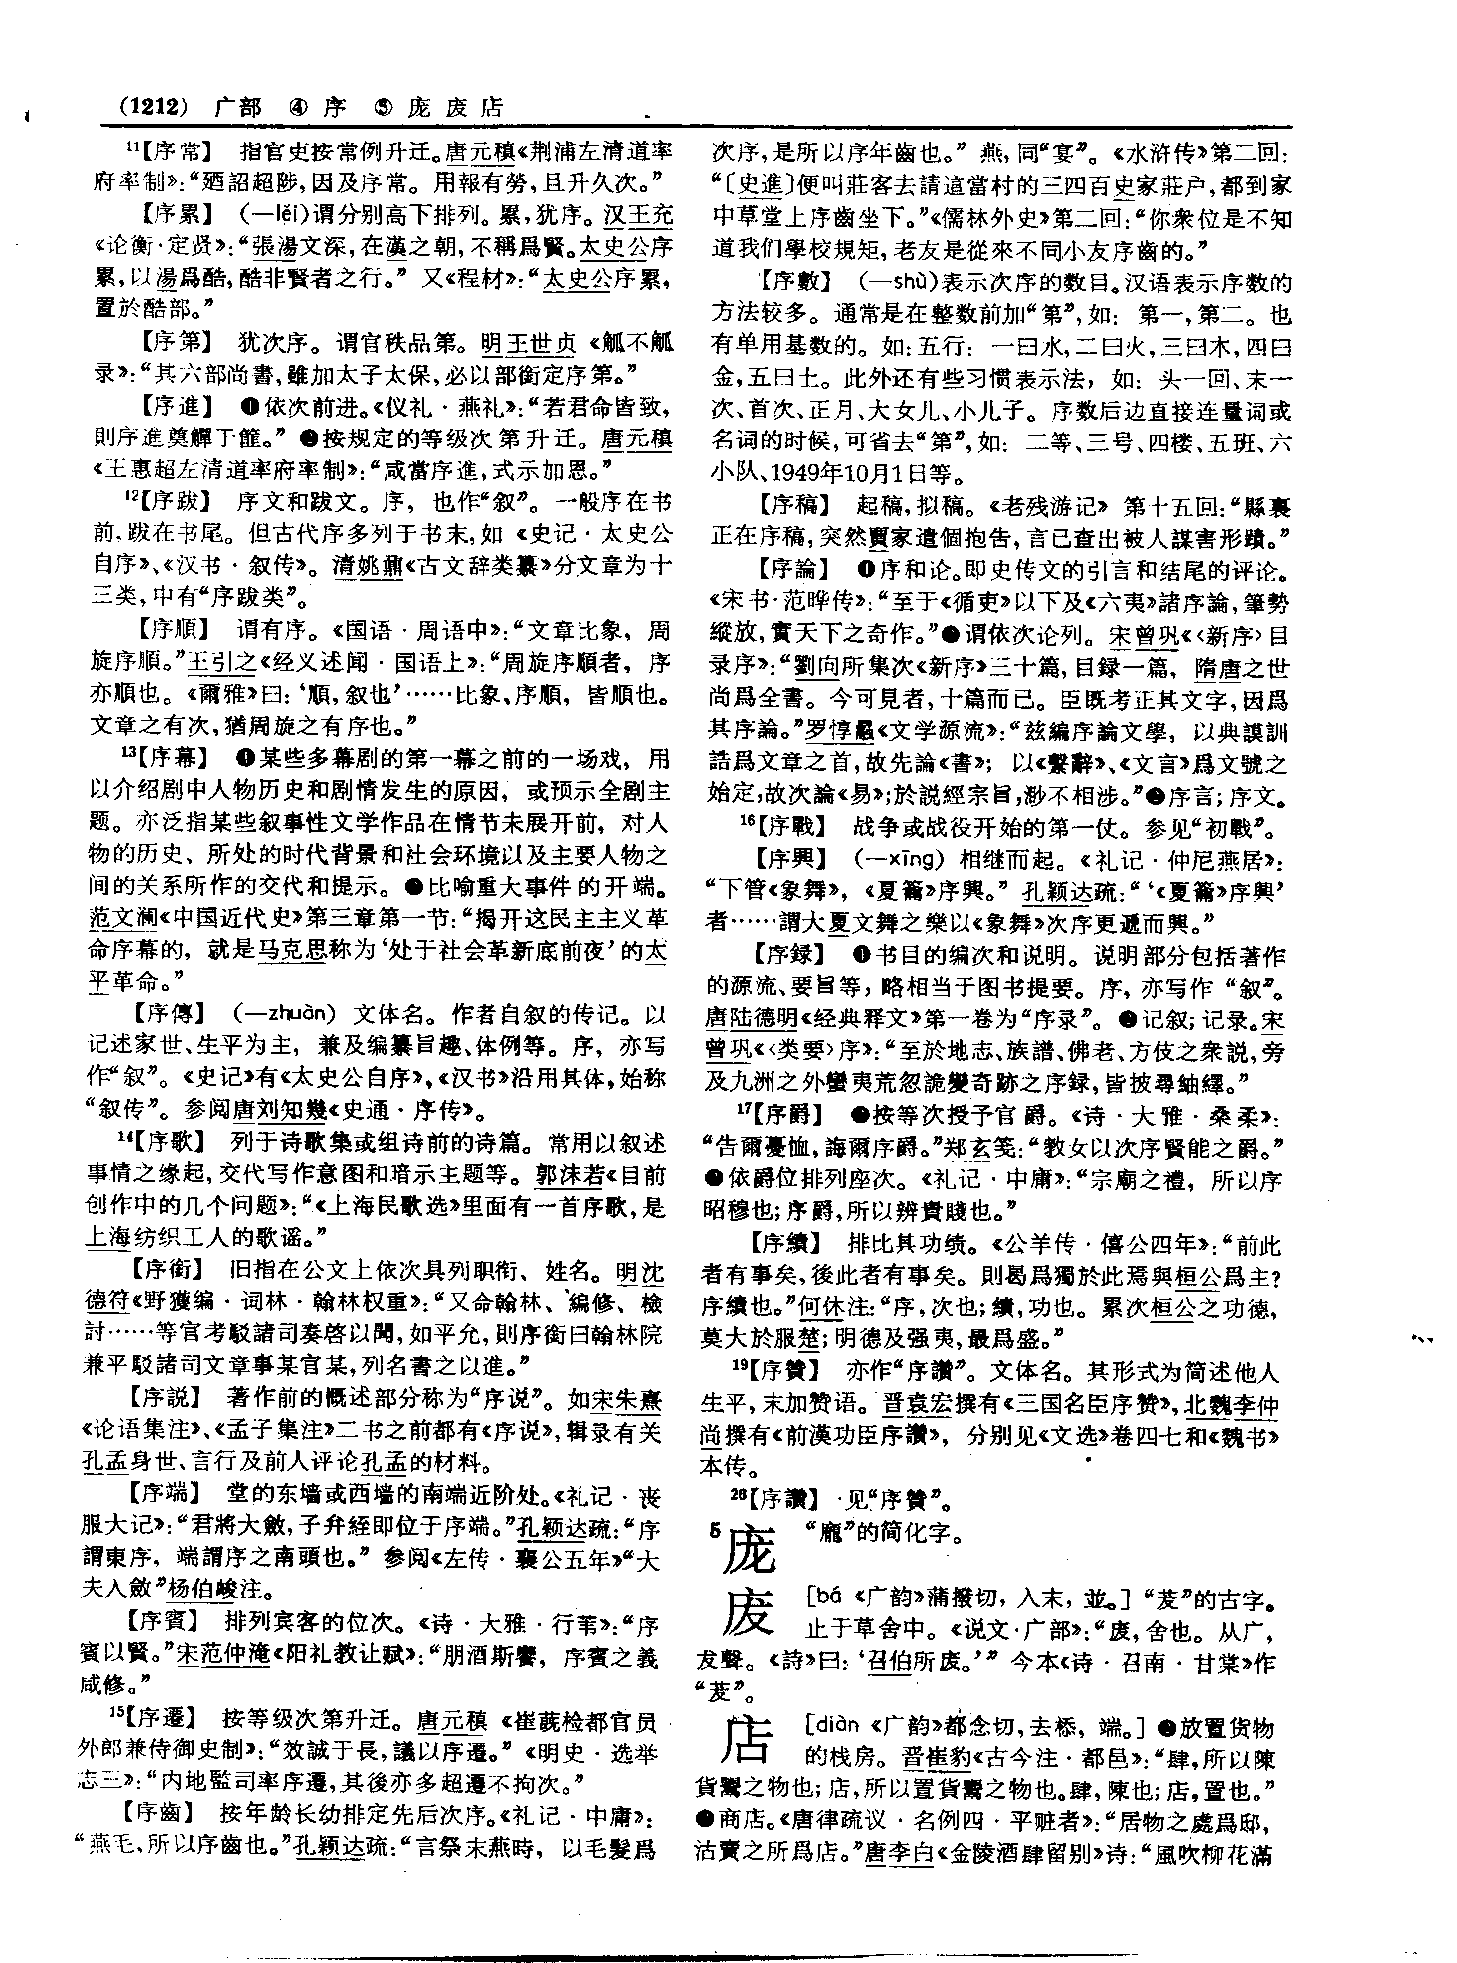 (1212) 广部 ④序 ⑤庞废店
11【序常】 指官吏按常例升迁。唐元稹《荆浦左清道率
府率制》:“迺詔超陟,因及序常。用報有勞,且升久次。”
【序累】 (—lěi)谓分别高下排列。累,犹序。汉王充
《论衡·定贤》:“張湯文深,在漢之朝,不稱爲賢。太史公序
累,以湯爲酷,酷非賢者之行。” 又《程材》:“太史公序累,
置於酷部。”
【序第】 犹次序。谓官秩品第。明王世贞《觚不觚
录》:“其六部尚書,雖加太子太保,必以部銜定序第。”
【序進】 ❶依次前进。《仪礼·燕礼》:“若君命皆致,
則序進奠觶于篚。” ❷按规定的等级次第升迁。唐元稹
《王惠超左清道率府率制》:“咸當序進,式示加恩。”
12【序跋】 序文和跋文。序,也作“叙”。一般序在书
前,跋在书尾。但古代序多列于书末,如《史记·太史公
自序》、《汉书·叙传》。清姚鼐《古文辞类纂》分文章为十
三类,中有“序跋类”。
【序順】 谓有序。《国语·周语中》:“文章比象,周
旋序順。”王引之《经义述闻·国语上》:“周旋序順者,序
亦順也。《爾雅》曰:‘順,叙也’……比象、序順,皆順也。
文章之有次,猶周旋之有序也。”
13【序幕】 ❶某些多幕剧的第一幕之前的一场戏,用
以介绍剧中人物历史和剧情发生的原因,或预示全剧主
题。亦泛指某些叙事性文学作品在情节未展开前,对人
物的历史、所处的时代背景和社会环境以及主要人物之
间的关系所作的交代和提示。❷比喻重大事件的开端。
范文澜《中国近代史》第三章第一节:“揭开这民主主义革
命序幕的,就是马克思称为‘处于社会革新底前夜’的太
平革命。”
【序傳】 (—zhuàn) 文体名。作者自叙的传记。以
记述家世、生平为主,兼及编纂旨趣、体例等。序,亦写
作“叙”。《史记》有《太史公自序》,《汉书》沿用其体,始称
“叙传”。参阅唐刘知幾《史通·序传》。
14【序歌】 列于诗歌集或组诗前的诗篇。常用以叙述
事情之缘起,交代写作意图和暗示主题等。郭沫若《目前
创作中的几个问题》:“《上海民歌选》里面有一首序歌,是
上海纺织工人的歌谣。”
【序銜】 旧指在公文上依次具列职衔、姓名。明沈
德符《野獲编·词林·翰林权重》:“又命翰林、編修、檢
討……等官考駁諸司奏啓以聞,如平允,則序銜曰翰林院
兼平駁諸司文章事某官某,列名書之以進。”
【序説】 著作前的概述部分称为“序说”。如宋朱熹
《论语集注》、《孟子集注》二书之前都有《序说》,辑录有关
孔孟身世、言行及前人评论孔孟的材料。
【序端】 堂的东墙或西墙的南端近阶处。《礼记·丧
服大记》:“君將大斂,子弁絰即位于序端。”孔颖达疏:“序
謂東序,端謂序之南頭也。” 参阅《左传·襄公五年》“大
夫入斂”杨伯峻注。
【序賓】 排列宾客的位次。《诗·大雅·行苇》:“序
賓以賢。”宋范仲淹《阳礼教让赋》:“朋酒斯饗,序賓之義
咸修。”
15【序遷】 按等级次第升迁。唐元稹《崔蔇检都官员
外郎兼侍御史制》:“效誠于長,議以序遷。”《明史·选举
志三》:“内地監司率序遷,其後亦多超遷不拘次。”
【序齒】 按年龄长幼排定先后次序。《礼记·中庸》:
“燕毛,所以序齒也。”孔颖达疏:“言祭末燕時,以毛髮爲
次序,是所以序年齒也。” 燕,同“宴”。《水浒传》第二回:
“〔史進〕便叫莊客去請這當村的三四百史家莊户,都到家
中草堂上序齒坐下。”《儒林外史》第二回:“你衆位是不知
道我们學校規矩,老友是從來不同小友序齒的。”
【序數】 (—shù)表示次序的数目。汉语表示序数的
方法较多。通常是在整数前加“第”,如:第一,第二。也
有单用基数的。如:五行:一曰水,二曰火,三曰木,四曰
金,五曰土。此外还有些习惯表示法,如:头一回、末一
次、首次、正月、大女儿、小儿子。序数后边直接连量词或
名词的时候,可省去“第”,如:二等、三号、四楼、五班、六
小队、1949年10月1日等。
【序稿】 起稿,拟稿。《老残游记》第十五回:“縣裏
正在序稿,突然賈家遣個抱告,言已查出被人謀害形蹟。”
【序論】 ❶序和论。即史传文的引言和结尾的评论。
《宋书·范晔传》:“至于《循吏》以下及《六夷》諸序論,筆勢
縱放,實天下之奇作。”❷谓依次论列。宋曾巩《〈新序〉目
录序》:“劉向所集次《新序》三十篇,目録一篇,隋唐之世
尚爲全書。今可見者,十篇而已。臣既考正其文字,因爲
其序論。”罗惇曧《文学源流》:“兹編序論文學,以典謨訓
誥爲文章之首,故先論《書》;以《繫辭》、《文言》爲文號之
始定,故次論《易》;於説經宗旨,渺不相涉。”❸序言;序文。
16【序戰】 战争或战役开始的第一仗。参见“初戰”。
【序興】 (—xīng) 相继而起。《礼记·仲尼燕居》:
“下管《象舞》,《夏籥》序興。” 孔颖达疏:“‘《夏籥》序興’
者……謂大夏文舞之樂以《象舞》次序更遞而興。”
【序録】 ❶书目的编次和说明。说明部分包括著作
的源流、要旨等,略相当于图书提要。序,亦写作“叙”。
唐陆德明《经典释文》第一卷为“序录”。❷记叙;记录。宋
曾巩《〈类要〉序》:“至於地志、族譜、佛老、方伎之衆説,旁
及九洲之外蠻夷荒忽詭變奇跡之序録,皆披尋紬繹。”
17【序爵】 ❶按等次授予官爵。《诗·大雅·桑柔》:
“告爾憂恤,誨爾序爵。”郑玄笺:“教女以次序賢能之爵。”
❷依爵位排列座次。《礼记·中庸》:“宗廟之禮,所以序
昭穆也;序爵,所以辨貴賤也。”
【序績】 排比其功绩。《公羊传·僖公四年》:“前此
者有事矣,後此者有事矣。則曷爲獨於此焉與桓公爲主?
序績也。”何休注:“序,次也;績,功也。累次桓公之功德,
莫大於服楚;明德及强夷,最爲盛。”
19【序贊】 亦作“序讚”。文体名。其形式为简述他人
生平,末加赞语。晋袁宏撰有《三国名臣序赞》,北魏李仲
尚撰有《前漢功臣序讚》,分别见《文选》卷四七和《魏书》
本传。
26【序讚】 见“序贊”。
5庞 “龐”的简化字。
废 [bá 《广韵》蒲撥切,入末,並。] “茇”的古字。
止于草舍中。《说文·广部》:“废,舍也。从广,
犮聲。《詩》曰:‘召伯所废。’” 今本《诗·召南·甘棠》作
“茇”。
店 [diàn 《广韵》都念切,去㮇,端。] ❶放置货物
的栈房。晋崔豹《古今注·都邑》:“肆,所以陳
貨鬻之物也;店,所以置貨鬻之物也。肆,陳也;店,置也。”
❷商店。《唐律疏议·名例四·平赃者》:“居物之處爲邸,
沽賣之所爲店。”唐李白《金陵酒肆留别》诗:“風吹柳花滿